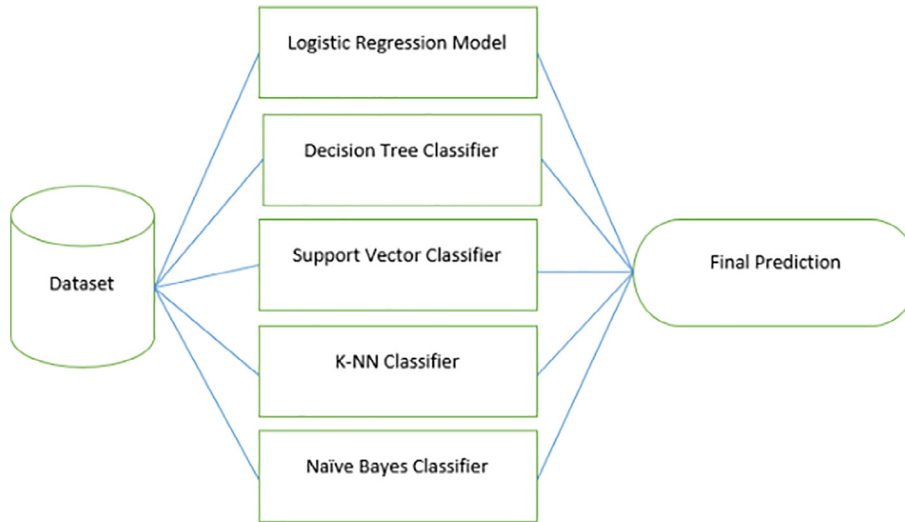 Logistic Regression Model
Decision Tree Classifier
Support Vector Classifier
Dataset
Final Prediction
K-NN Classifier
Naïve Bayes Classifier